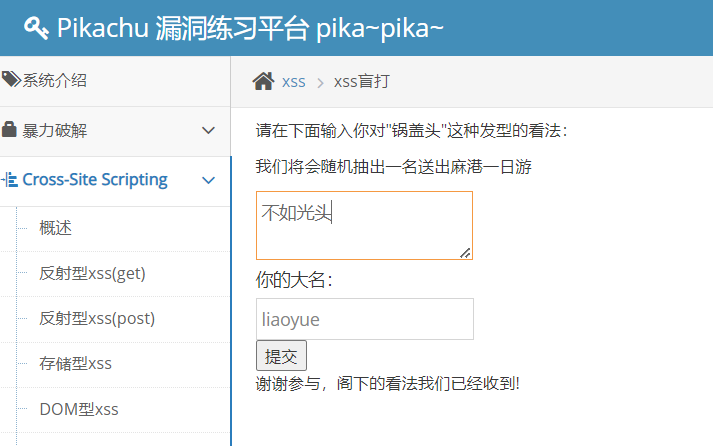 Pikachu 漏洞练习平台 pika~pika~
系统介绍
暴力破解
Cross-Site Scripting
概述
反射型xss(get)
反射型xss(post)
存储型xss
DOM型xss
xss > xss盲打
请在下面输入你对"锅盖头"这种发型的看法：
我们将会随机抽出一名送出麻港一日游
不如光头
你的大名：
liaoyue
提交
谢谢参与，阁下的看法我们已经收到!